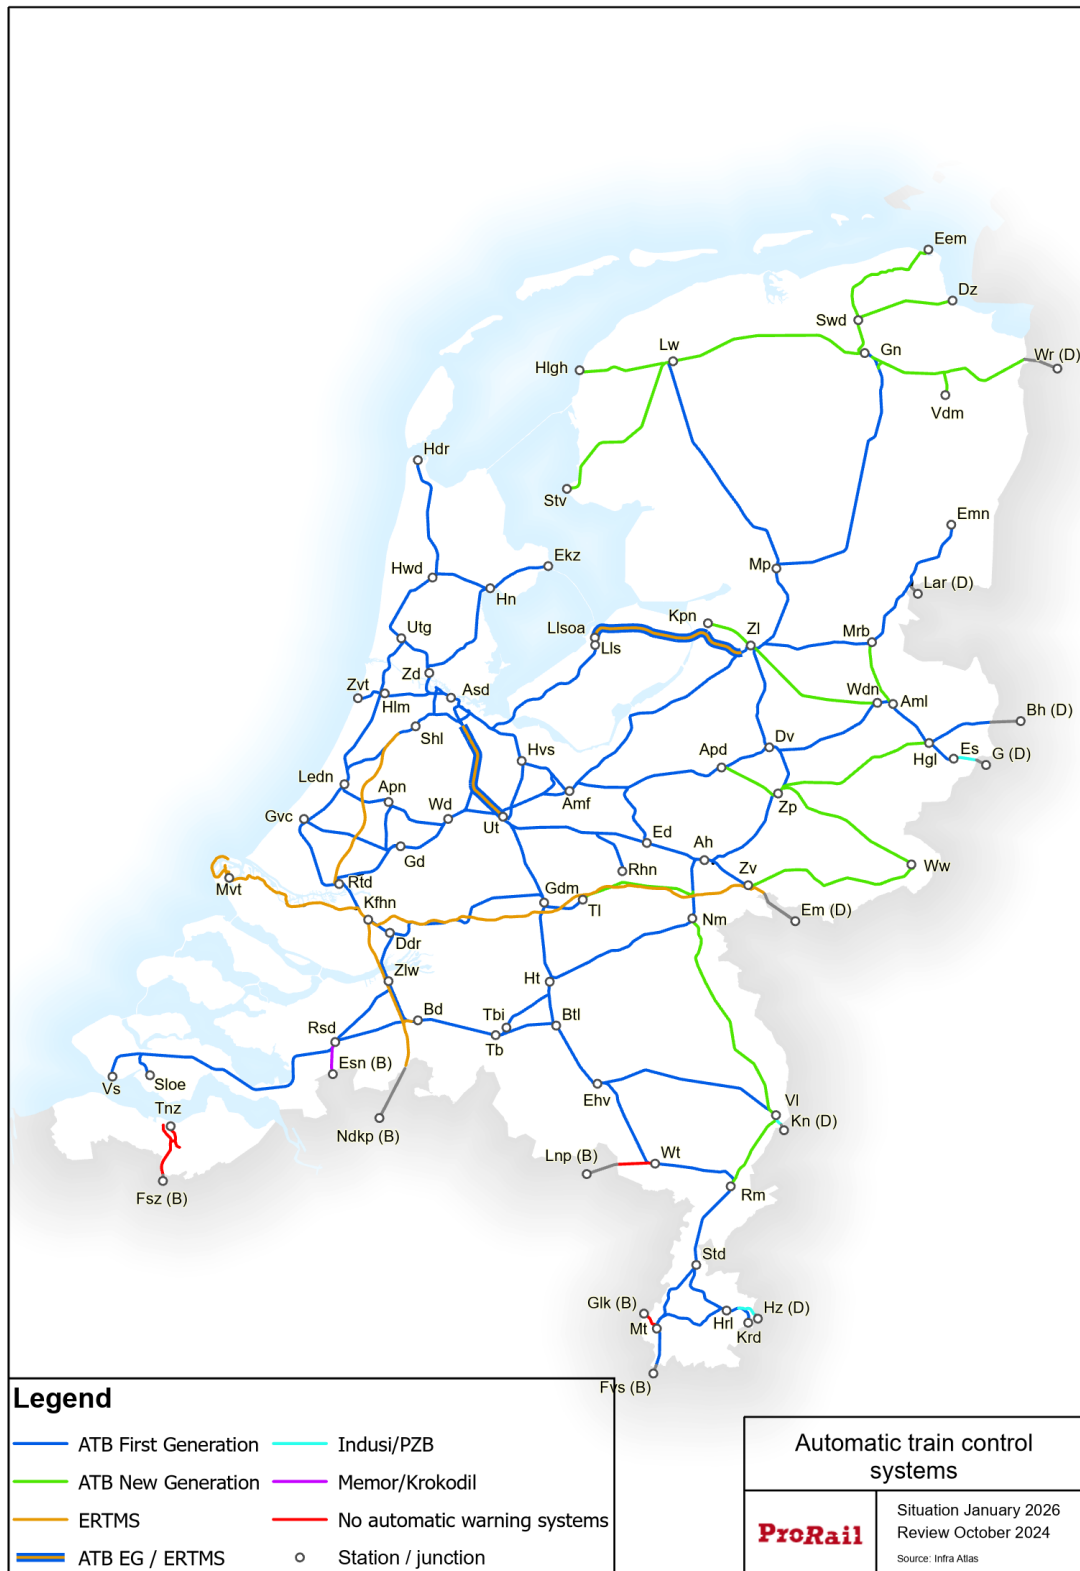 Eem
Dz
Swd
Gn
Wr (D)
Lw
Hlgh
Vdm
Hdr
Stv
Emn
Ekz
Mp
Hwd
Lar (D)
Hn
Kpn
Llsoa
Zl
Mrb
Utg
Lls
Zd
Zvt
Asd
Wdn
Aml
Hlm
Bh (D)
Shl
Hvs
Dv
Es
G (D)
Apd
Hgl
Ledn
Apn
Amf
Zp
Gvc
Wd
Ut
Ed
Gd
Ah
Rhn
Zv
Ww
Mvt
Rtd
Gdm
Kfhn
Tl
Nm
Em (D)
Ddr
Zlw
Ht
Bd
Tbi
Btl
Rsd
Tb
Esn (B)
Vs
Sloe
Ehv
Tnz
Vl
Kn (D)
Ndkp (B)
Lnp (B)
Wt
Fsz (B)
Rm
Std
Glk (B)
Hz (D)
Mt
Hrl
Krd
Fvs (B)
Legend
ATB First Generation
Indusi/PZB
ATB New Generation
Memor/Krokodil
ERTMS
No automatic warning systems
ATB EG / ERTMS
Station / junction
Automatic train control
systems
ProRail
Situation January 2026
Review October 2024
Source: Infra Atlas